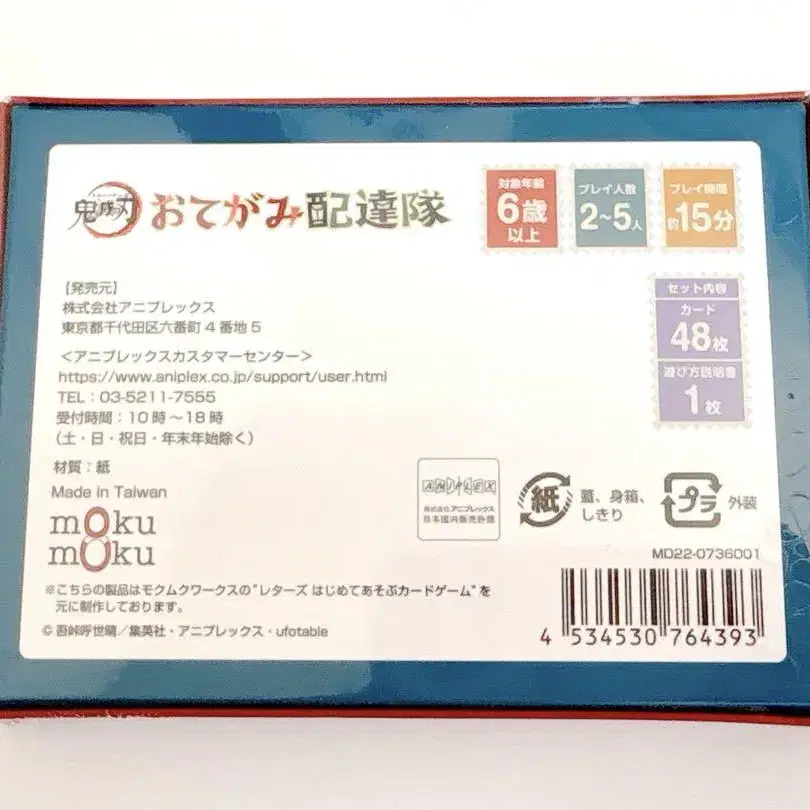 鬼滅の刃
おてがみ配達隊
対象年齢
6歳
以上
プレイ人数
2〜5人
プレイ時間
約15分
セット内容
カード
48枚
遊び方説明書
1枚
【発売元】
株式会社アニプレックス
東京都千代田区六番町4番地5
＜アニプレックスカスタマーセンター＞
https://www.aniplex.co.jp/support/user.html
TEL：03-5211-7555
受付時間：10時〜18時
（土・日・祝日・年末年始除く）
材質：紙
Made in Taiwan
moku
moku
ANIPLEX
株式会社アニプレックス
日本国内販売許諾
紙
蓋、身箱、
しきり
プラ
外装
MD22-0736001
※こちらの製品はモクムクワークスの"レターズ はじめてあそぶカードゲーム"を
元に制作しております。
© 吾峠呼世晴／集英社・アニプレックス・ufotable
4 534530 764393